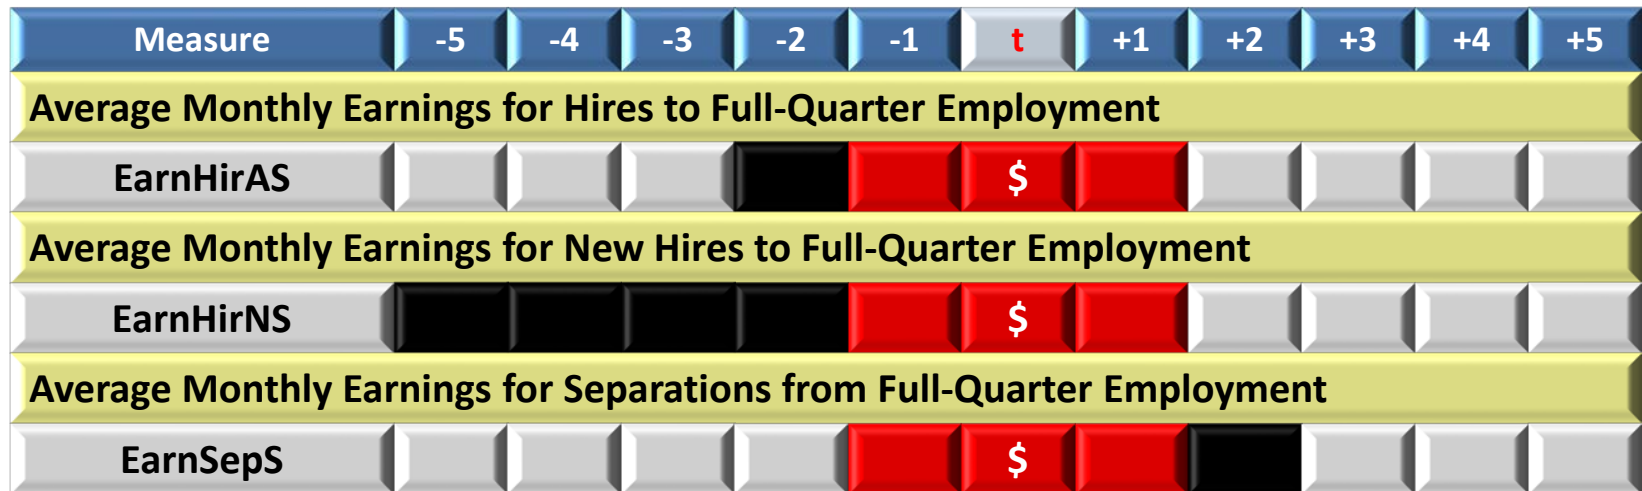 Measure -5 -4 -3 -2 -1 t +1 +2 +3 +4 +5
Average Monthly Earnings for Hires to Full-Quarter Employment
EarnHirAS $
Average Monthly Earnings for New Hires to Full-Quarter Employment
EarnHirNS $
Average Monthly Earnings for Separations from Full-Quarter Employment
EarnSepS $